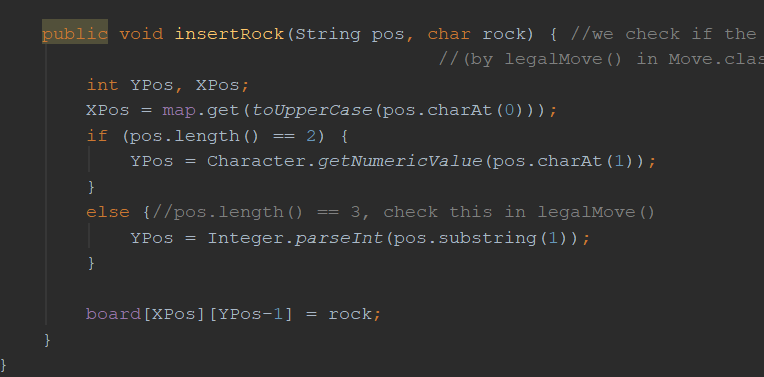 public void insertRock(String pos, char rock) { //we check if the
//(by legalMove() in Move.clas
int YPos, XPos;
XPos = map.get(toUpperCase(pos.charAt(0)));
if (pos.length() == 2) {
YPos = Character.getNumericValue(pos.charAt(1));
}
else {//pos.length() == 3, check this in legalMove()
YPos = Integer.parseInt(pos.substring(1));
}
board[XPos][YPos-1] = rock;
}
}